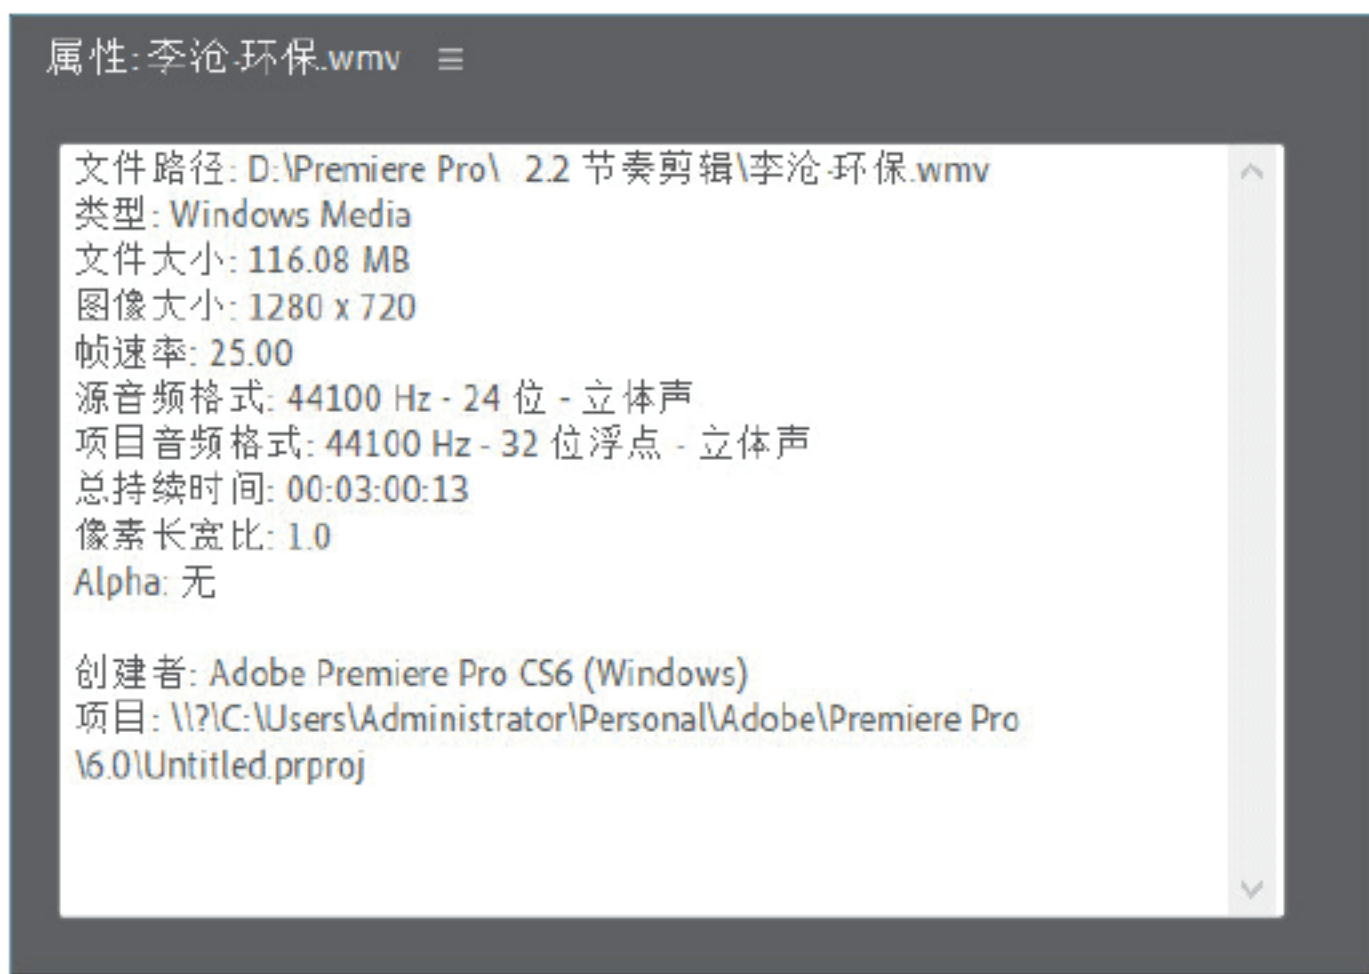 属性: 李沧-环保.wmv
文件路径: D:\Premiere Pro\ 2.2 节奏剪辑\李沧-环保.wmv
类型: Windows Media
文件大小: 116.08 MB
图像大小: 1280 x 720
帧速率: 25.00
源音频格式: 44100 Hz - 24 位 - 立体声
项目音频格式: 44100 Hz - 32 位浮点 - 立体声
总持续时间: 00:03:00:13
像素长宽比: 1.0
Alpha: 无
创建者: Adobe Premiere Pro CS6 (Windows)
项目: \\?\C:\Users\Administrator\Personal\Adobe\Premiere Pro
\6.0\Untitled.prproj